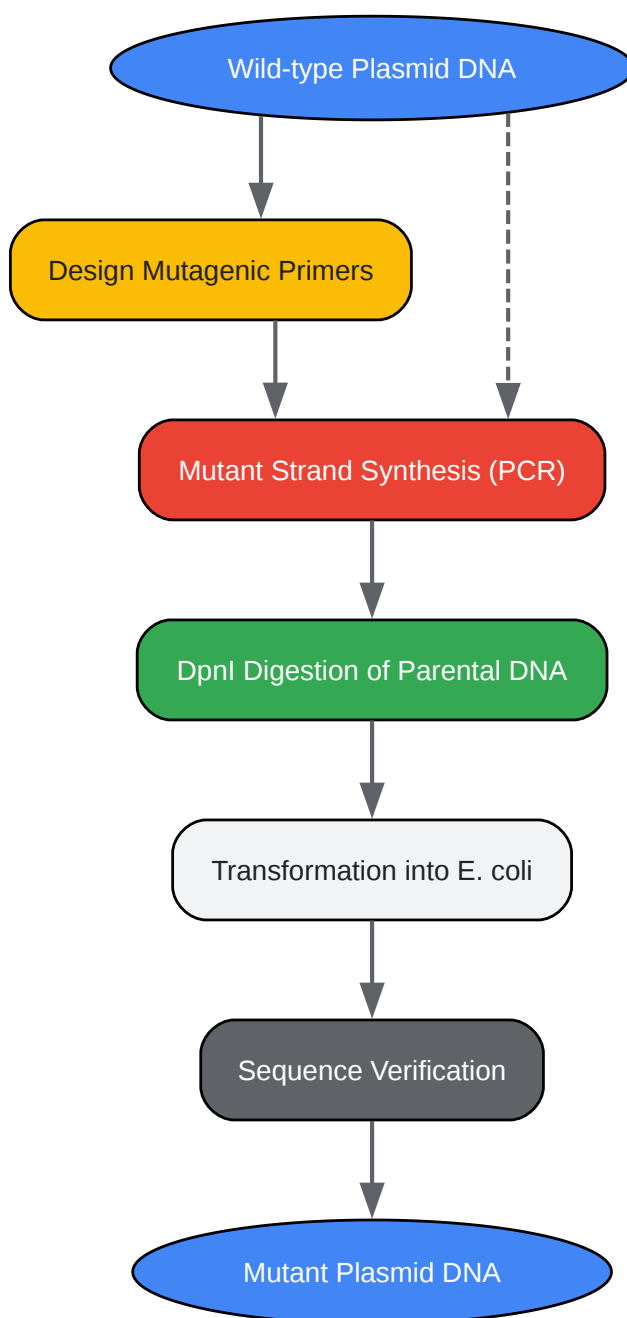 Wild-type Plasmid DNA
Design Mutagenic Primers
Mutant Strand Synthesis (PCR)
DpnI Digestion of Parental DNA
Transformation into E. coli
Sequence Verification
Mutant Plasmid DNA